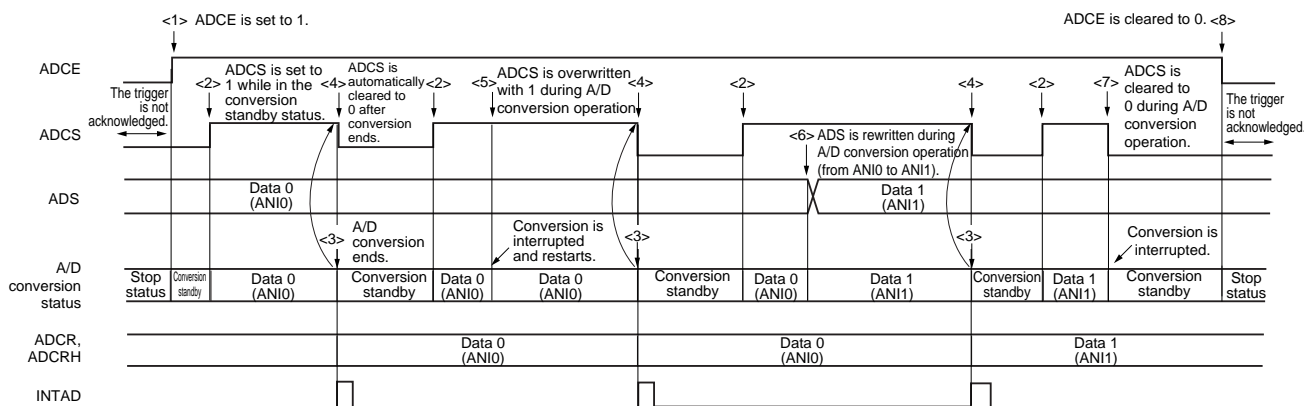 <1> ADCE is set to 1.
ADCE is cleared to 0. <8>
ADCE
The trigger
is not
acknowledged.
<2>
ADCS is set to
1 while in the
conversion
standby status.
<4>
ADCS is
automatically
cleared to
0 after
conversion
ends.
<2>
<5>
ADCS is overwritten
with 1 during A/D
conversion operation
<4>
<2>
<4>
<2>
<7>
ADCS is
cleared to
0 during A/D
conversion
operation.
The trigger
is not
acknowledged.
ADCS
<6> ADS is rewritten during
A/D conversion operation
(from ANI0 to ANI1).
ADS
Data 0
(ANI0)
Data 1
(ANI1)
<3>
A/D
conversion
ends.
Conversion is
interrupted
and restarts.
<3>
<3>
Conversion is
interrupted.
A/D
conversion
status
Stop
status
Conversion
standby
Data 0
(ANI0)
Conversion
standby
Data 0
(ANI0)
Data 0
(ANI0)
Conversion
standby
Data 0
(ANI0)
Data 1
(ANI1)
Conversion
standby
Data 1
(ANI1)
Conversion
standby
Stop
status
ADCR,
ADCRH
Data 0
(ANI0)
Data 0
(ANI0)
Data 1
(ANI1)
INTAD